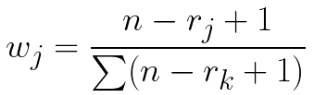 w_j = \frac{n - r_j + 1}{\sum (n - r_k + 1)}